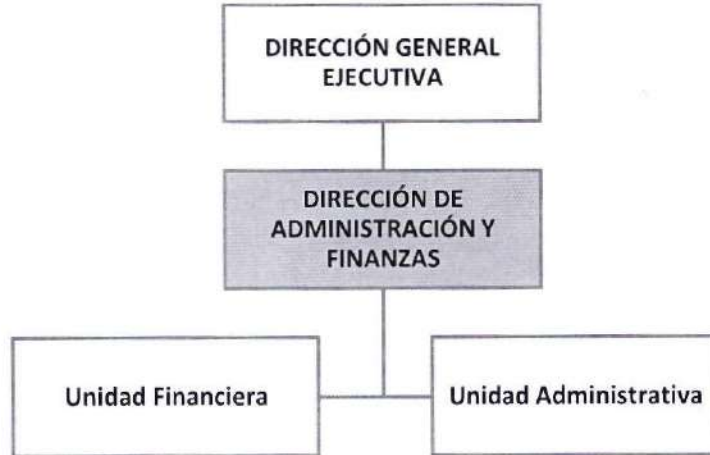 DIRECCIÓN GENERAL
EJECUTIVA
DIRECCIÓN DE
ADMINISTRACIÓN Y
FINANZAS
Unidad Financiera
Unidad Administrativa